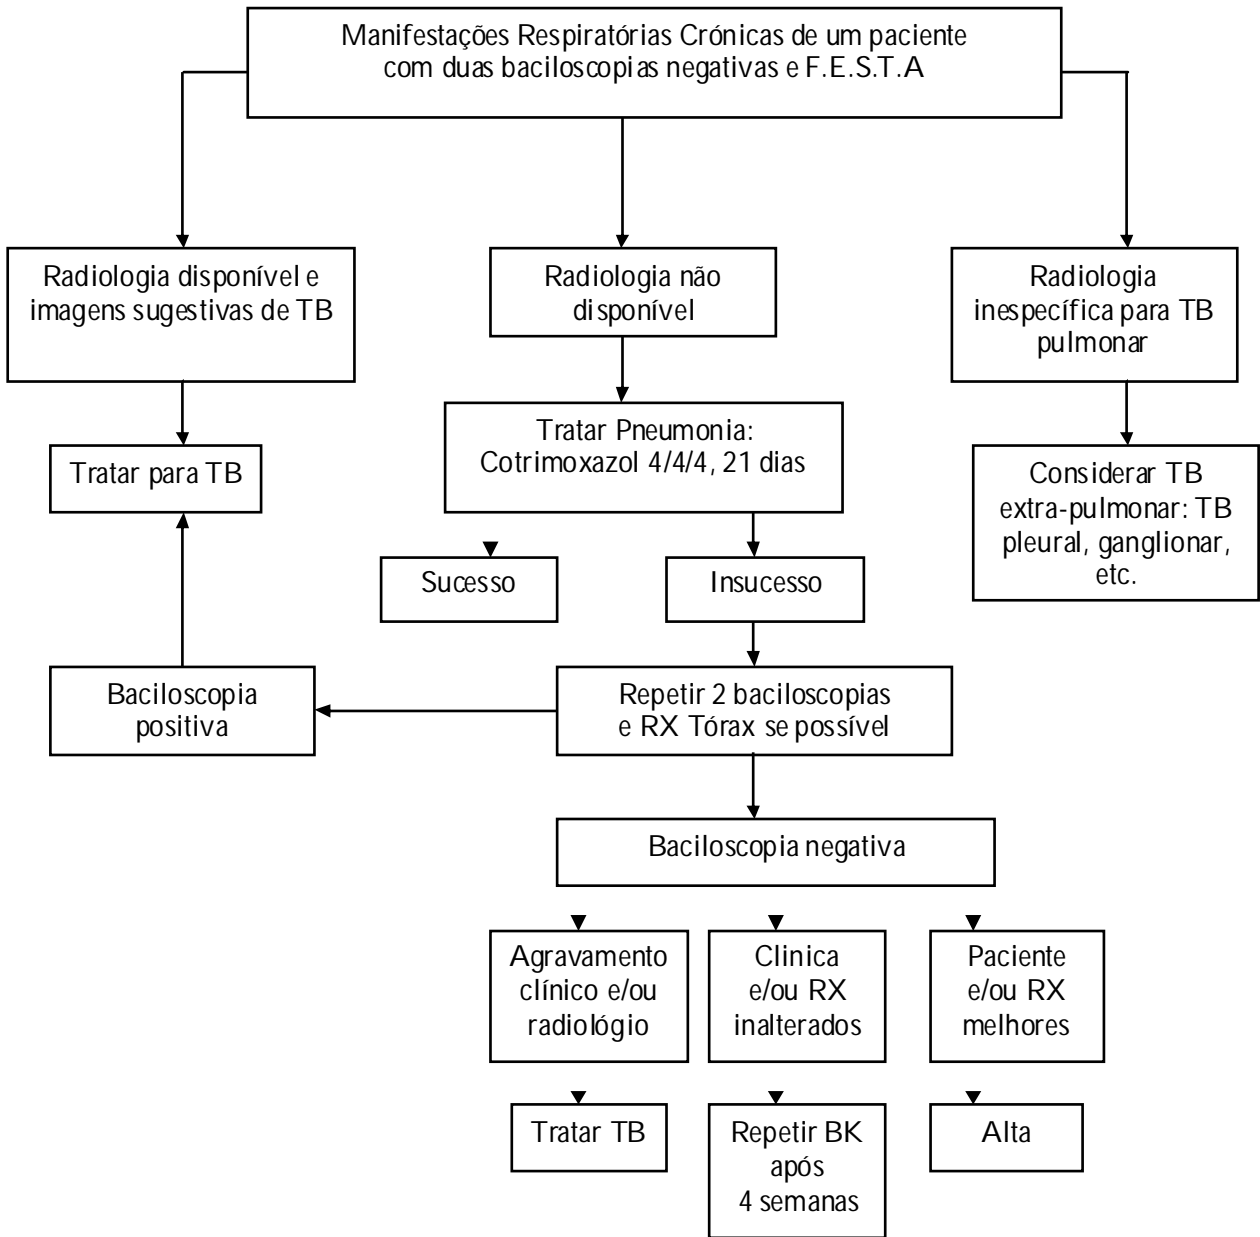 Manifestações Respiratórias Crónicas de um paciente
com duas baciloscopias negativas e F.E.S.T.A
Radiologia disponível e
imagens sugestivas de TB
Radiologia não
disponível
Radiologia
inespecífica para TB
pulmonar
Tratar para TB
Tratar Pneumonia:
Cotrimoxazol 4/4/4, 21 dias
Considerar TB
extra-pulmonar: TB
pleural, ganglionar,
etc.
Sucesso
Insucesso
Baciloscopia
positiva
Repetir 2 baciloscopias
e RX Tórax se possível
Baciloscopia negativa
Agravamento
clínico e/ou
radiológio
Clinica
e/ou RX
inalterados
Paciente
e/ou RX
melhores
Tratar TB
Repetir BK
após
4 semanas
Alta